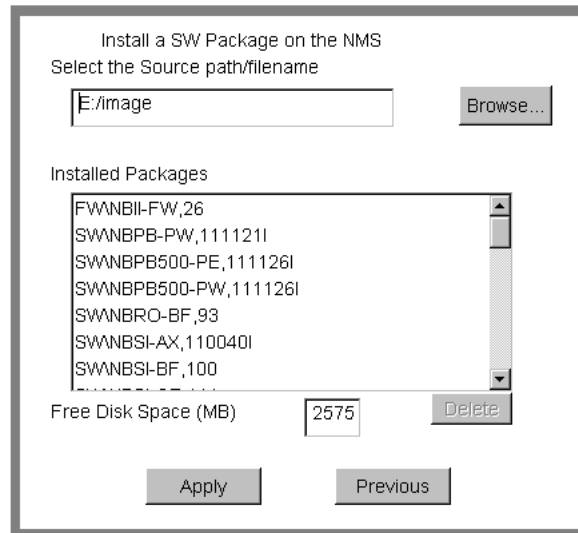 Install a SW Package on the NMS
Select the Source path/filename
E:/image
Browse...
Installed Packages
FW\NBII-FW,26
SW\NBPB-PW,111121I
SW\NBPB500-PE,111126I
SW\NBPB500-PW,111126I
SW\NBRO-BF,93
SW\NBSI-AX,110040I
SW\NBSI-BF,100
Free Disk Space (MB)
2575
Delete
Apply
Previous